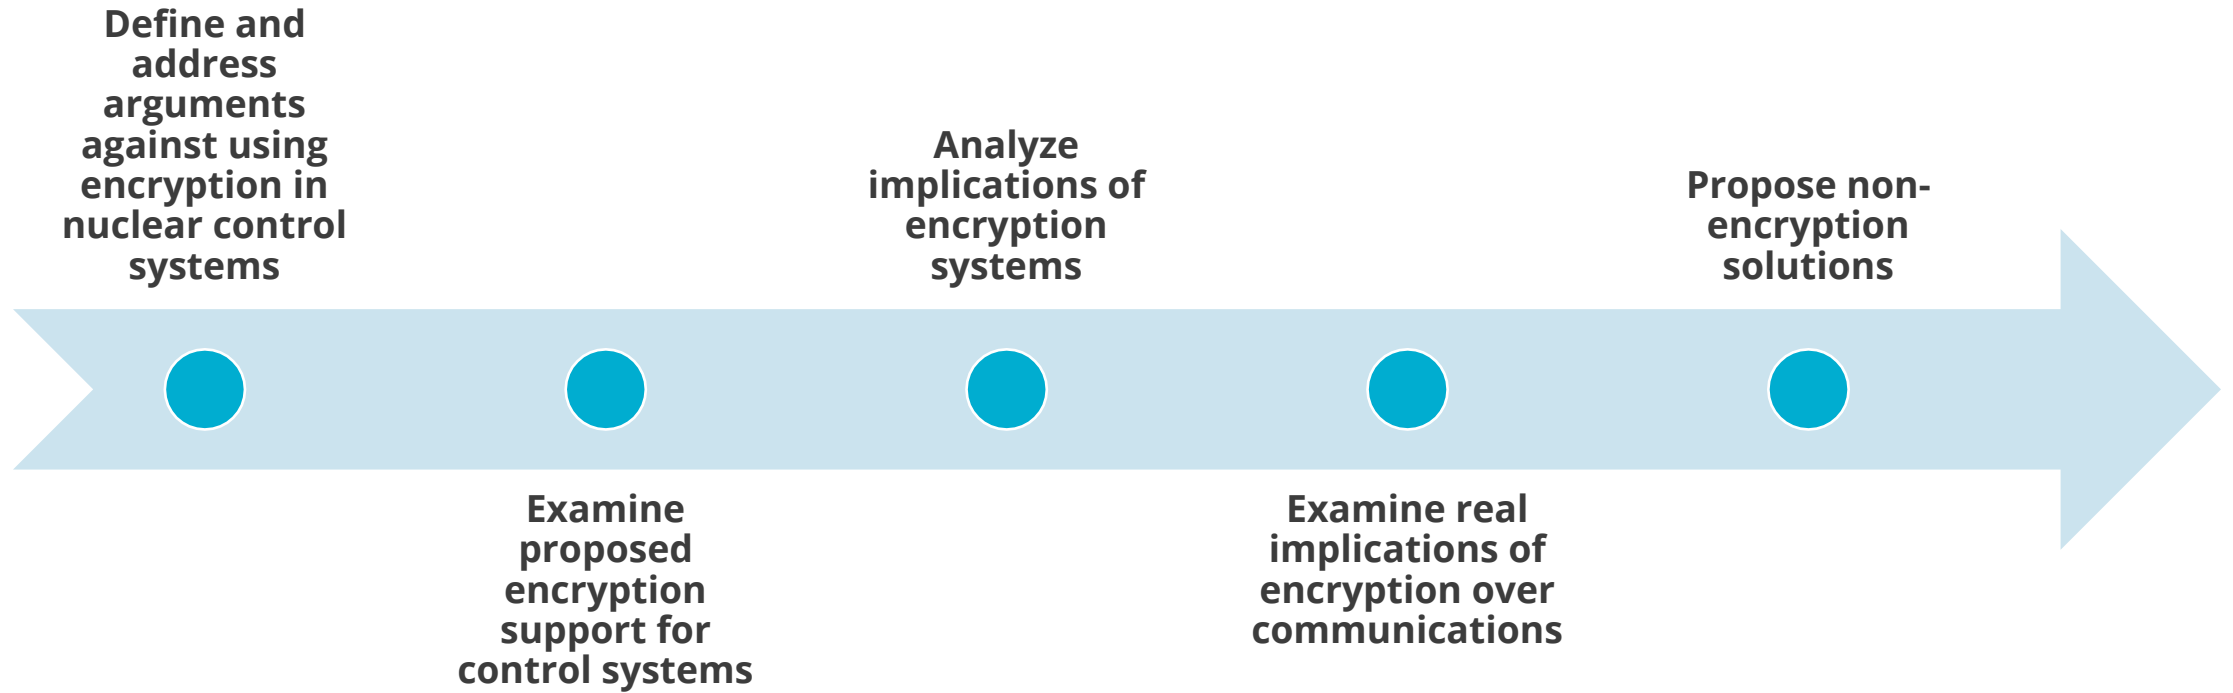 Define and
address
arguments
against using
encryption in
nuclear control
systems
Examine
proposed
encryption
support for
control systems
Analyze
implications of
encryption
systems
Examine real
implications of
encryption over
communications
Propose non-
encryption
solutions